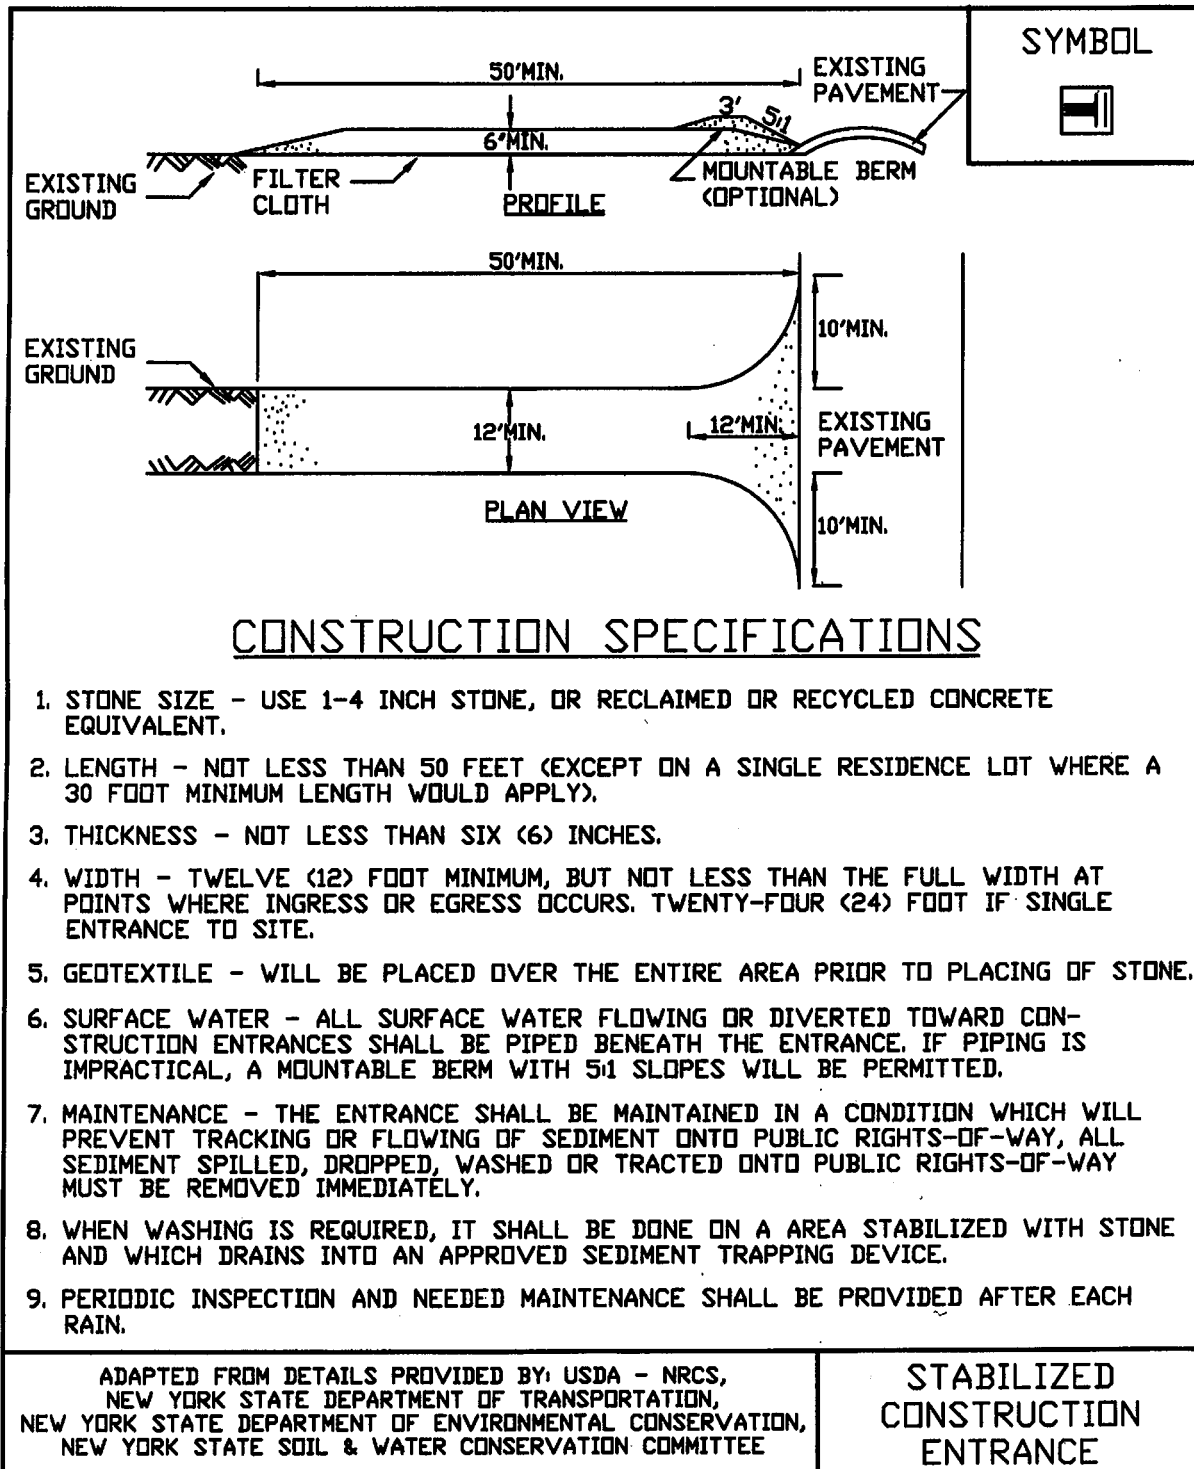 SYMBOL
50'MIN.
EXISTING
PAVEMENT
3'
5:1
6"MIN.
EXISTING
GROUND
FILTER
CLOTH
PROFILE
MOUNTABLE BERM
(OPTIONAL)
50'MIN.
10'MIN.
EXISTING
GROUND
12'MIN.
12'MIN.
EXISTING
PAVEMENT
PLAN VIEW
10'MIN.
CONSTRUCTION SPECIFICATIONS
1. STONE SIZE - USE 1-4 INCH STONE, OR RECLAIMED OR RECYCLED CONCRETE
EQUIVALENT.
2. LENGTH - NOT LESS THAN 50 FEET (EXCEPT ON A SINGLE RESIDENCE LOT WHERE A
30 FOOT MINIMUM LENGTH WOULD APPLY).
3. THICKNESS - NOT LESS THAN SIX (6) INCHES.
4. WIDTH - TWELVE (12) FOOT MINIMUM, BUT NOT LESS THAN THE FULL WIDTH AT
POINTS WHERE INGRESS OR EGRESS OCCURS. TWENTY-FOUR (24) FOOT IF SINGLE
ENTRANCE TO SITE.
5. GEOTEXTILE - WILL BE PLACED OVER THE ENTIRE AREA PRIOR TO PLACING OF STONE.
6. SURFACE WATER - ALL SURFACE WATER FLOWING OR DIVERTED TOWARD CON-
STRUCTION ENTRANCES SHALL BE PIPED BENEATH THE ENTRANCE. IF PIPING IS
IMPRACTICAL, A MOUNTABLE BERM WITH 5:1 SLOPES WILL BE PERMITTED.
7. MAINTENANCE - THE ENTRANCE SHALL BE MAINTAINED IN A CONDITION WHICH WILL
PREVENT TRACKING OR FLOWING OF SEDIMENT ONTO PUBLIC RIGHTS-OF-WAY, ALL
SEDIMENT SPILLED, DROPPED, WASHED OR TRACTED ONTO PUBLIC RIGHTS-OF-WAY
MUST BE REMOVED IMMEDIATELY.
8. WHEN WASHING IS REQUIRED, IT SHALL BE DONE ON A AREA STABILIZED WITH STONE
AND WHICH DRAINS INTO AN APPROVED SEDIMENT TRAPPING DEVICE.
9. PERIODIC INSPECTION AND NEEDED MAINTENANCE SHALL BE PROVIDED AFTER EACH
RAIN.
ADAPTED FROM DETAILS PROVIDED BY: USDA - NRCS,
NEW YORK STATE DEPARTMENT OF TRANSPORTATION,
NEW YORK STATE DEPARTMENT OF ENVIRONMENTAL CONSERVATION,
NEW YORK STATE SOIL & WATER CONSERVATION COMMITTEE
STABILIZED
CONSTRUCTION
ENTRANCE